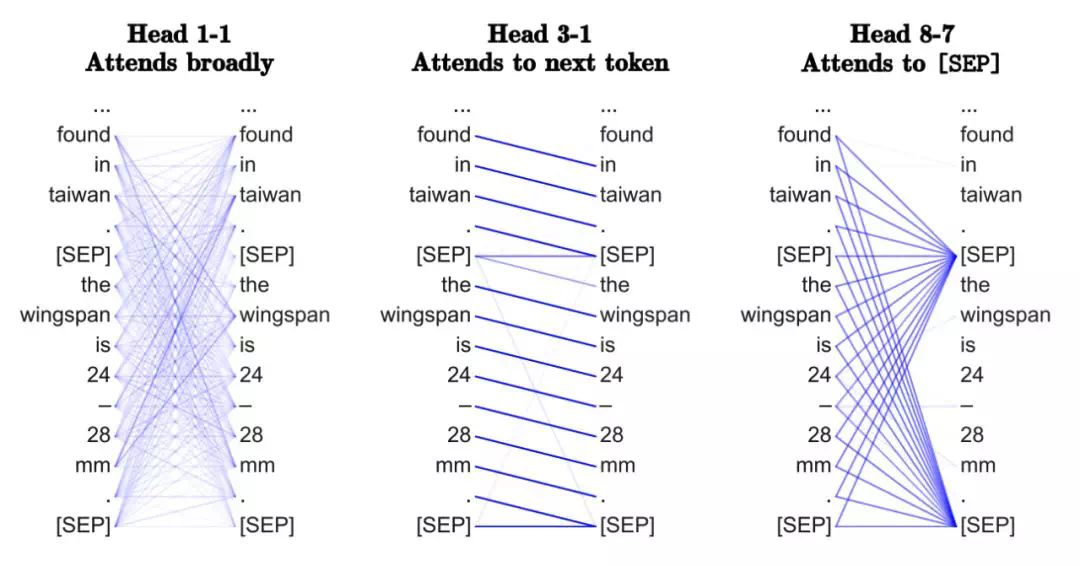 Head 1-1
Attends broadly
...
...
found
found
in
in
taiwan
taiwan
.
.
[SEP]
[SEP]
the
the
wingspan
wingspan
is
is
24
24
–
–
28
28
mm
mm
.
.
[SEP]
[SEP]
Head 3-1
Attends to next token
...
...
found
found
in
in
taiwan
taiwan
.
.
[SEP]
[SEP]
the
the
wingspan
wingspan
is
is
24
24
–
–
28
28
mm
mm
.
.
[SEP]
[SEP]
Head 8-7
Attends to [SEP]
...
...
found
found
in
in
taiwan
taiwan
.
.
[SEP]
[SEP]
the
the
wingspan
wingspan
is
is
24
24
–
–
28
28
mm
mm
.
.
[SEP]
[SEP]